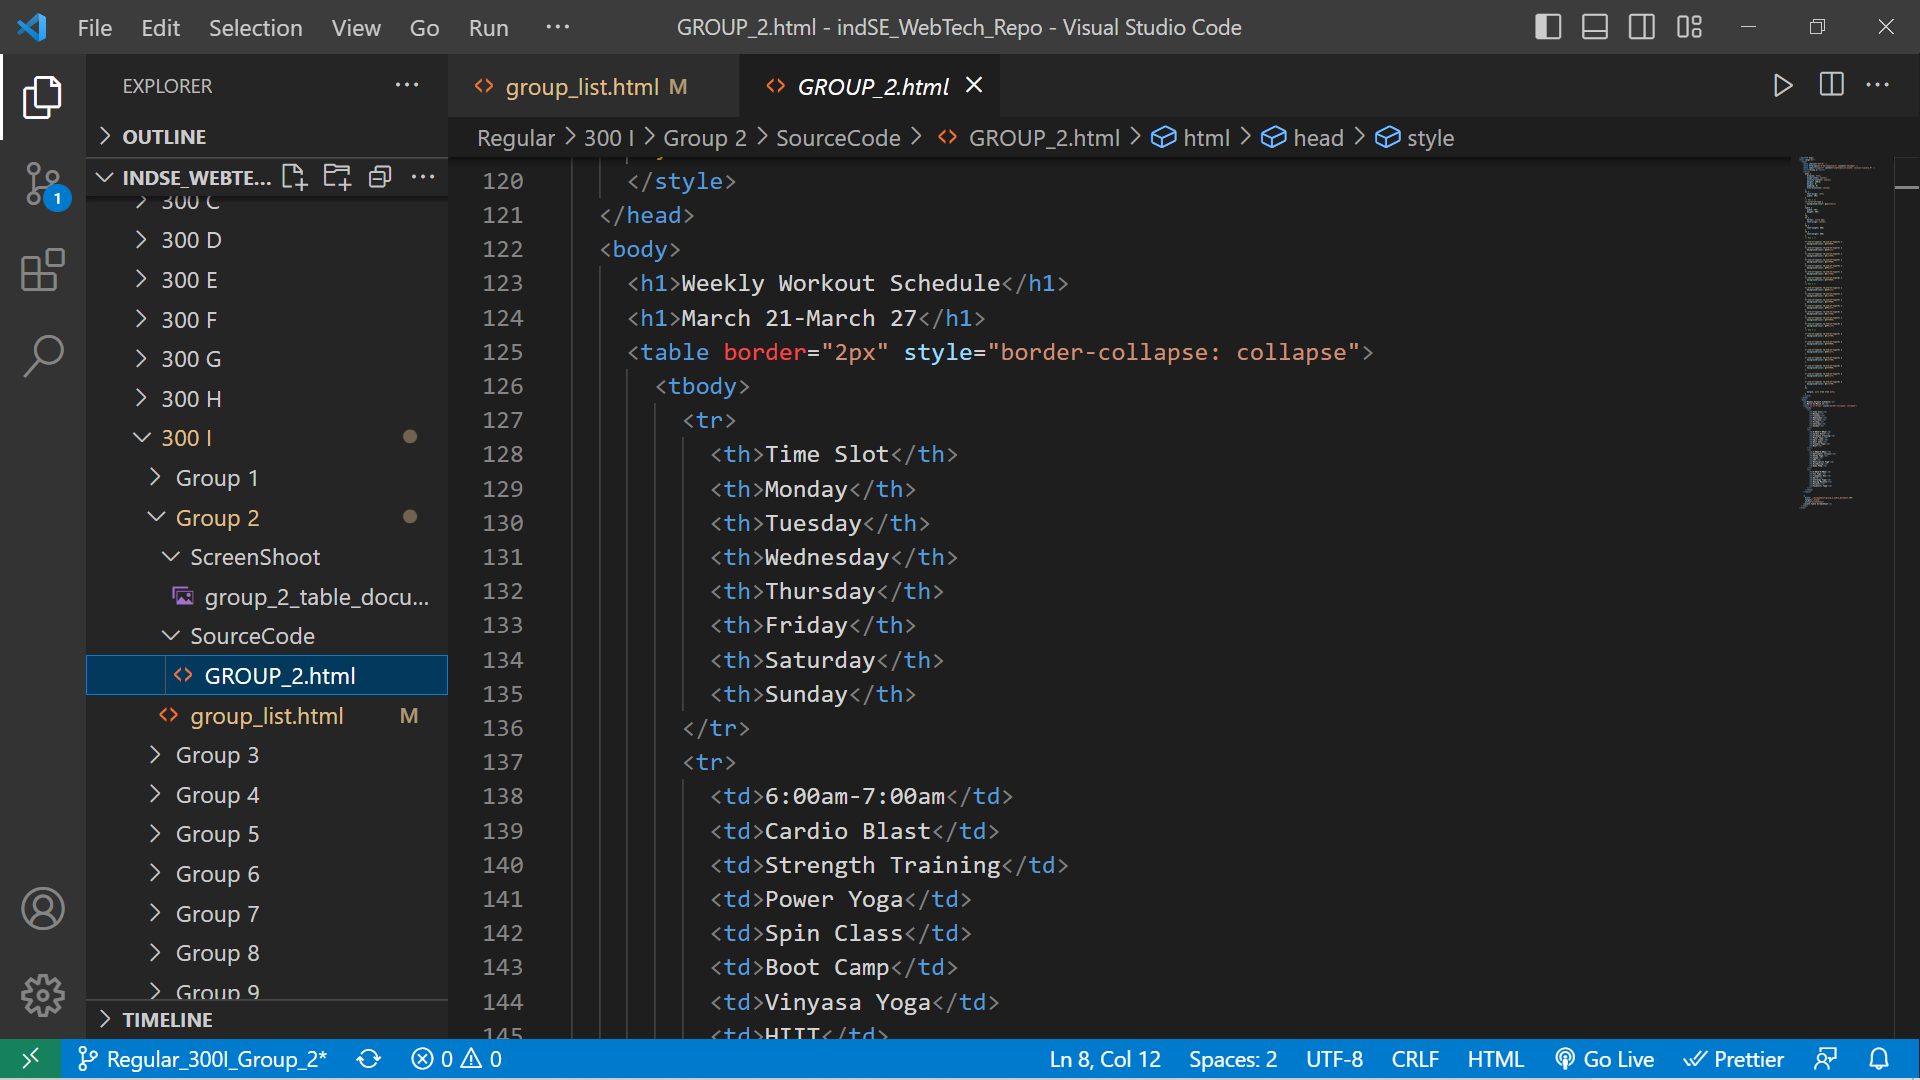 File Edit Selection View Go Run ··· GROUP_2.html - indSE_WebTech_Repo - Visual Studio Code
EXPLORER ···
OUTLINE
INDSE_WEBTE... ···
300 C
300 D
300 E
300 F
300 G
300 H
300 I
Group 1
Group 2
ScreenShoot
group_2_table_docu...
SourceCode
GROUP_2.html
group_list.html M
Group 3
Group 4
Group 5
Group 6
Group 7
Group 8
Group 9
TIMELINE
1
group_list.html M GROUP_2.html
Regular > 300 I > Group 2 > SourceCode > GROUP_2.html > html > head > style
120 </style>
121 </head>
122 <body>
123 <h1>Weekly Workout Schedule</h1>
124 <h1>March 21-March 27</h1>
125 <table border="2px" style="border-collapse: collapse">
126 <tbody>
127 <tr>
128 <th>Time Slot</th>
129 <th>Monday</th>
130 <th>Tuesday</th>
131 <th>Wednesday</th>
132 <th>Thursday</th>
133 <th>Friday</th>
134 <th>Saturday</th>
135 <th>Sunday</th>
136 </tr>
137 <tr>
138 <td>6:00am-7:00am</td>
139 <td>Cardio Blast</td>
140 <td>Strength Training</td>
141 <td>Power Yoga</td>
142 <td>Spin Class</td>
143 <td>Boot Camp</td>
144 <td>Vinyasa Yoga</td>
145 <td>HIIT</td>
Regular_300I_Group_2* 0 0 Ln 8, Col 12 Spaces: 2 UTF-8 CRLF HTML Go Live Prettier